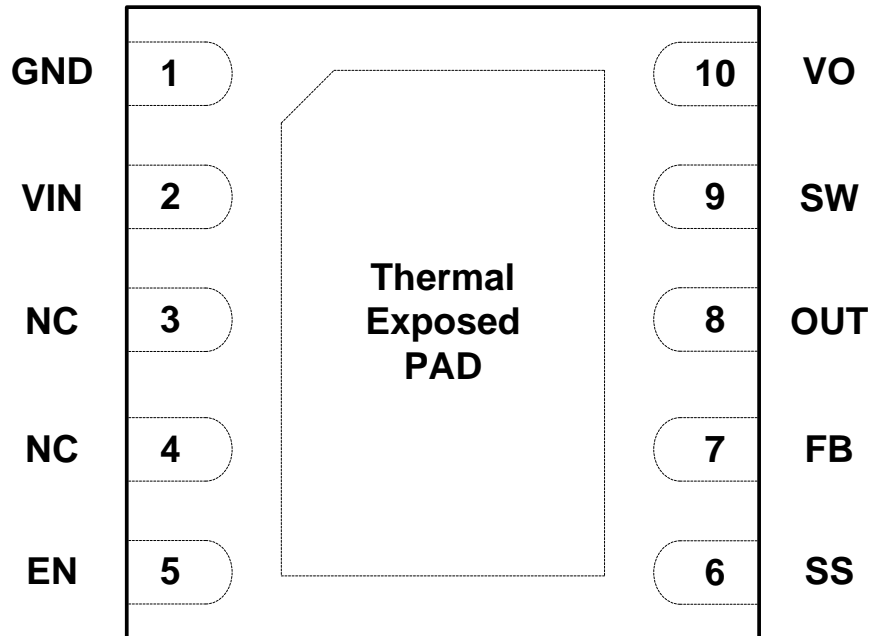 GND 1 10 VO
VIN 2 9 SW
Thermal
Exposed
PAD
NC 3 8 OUT
NC 4 7 FB
EN 5 6 SS